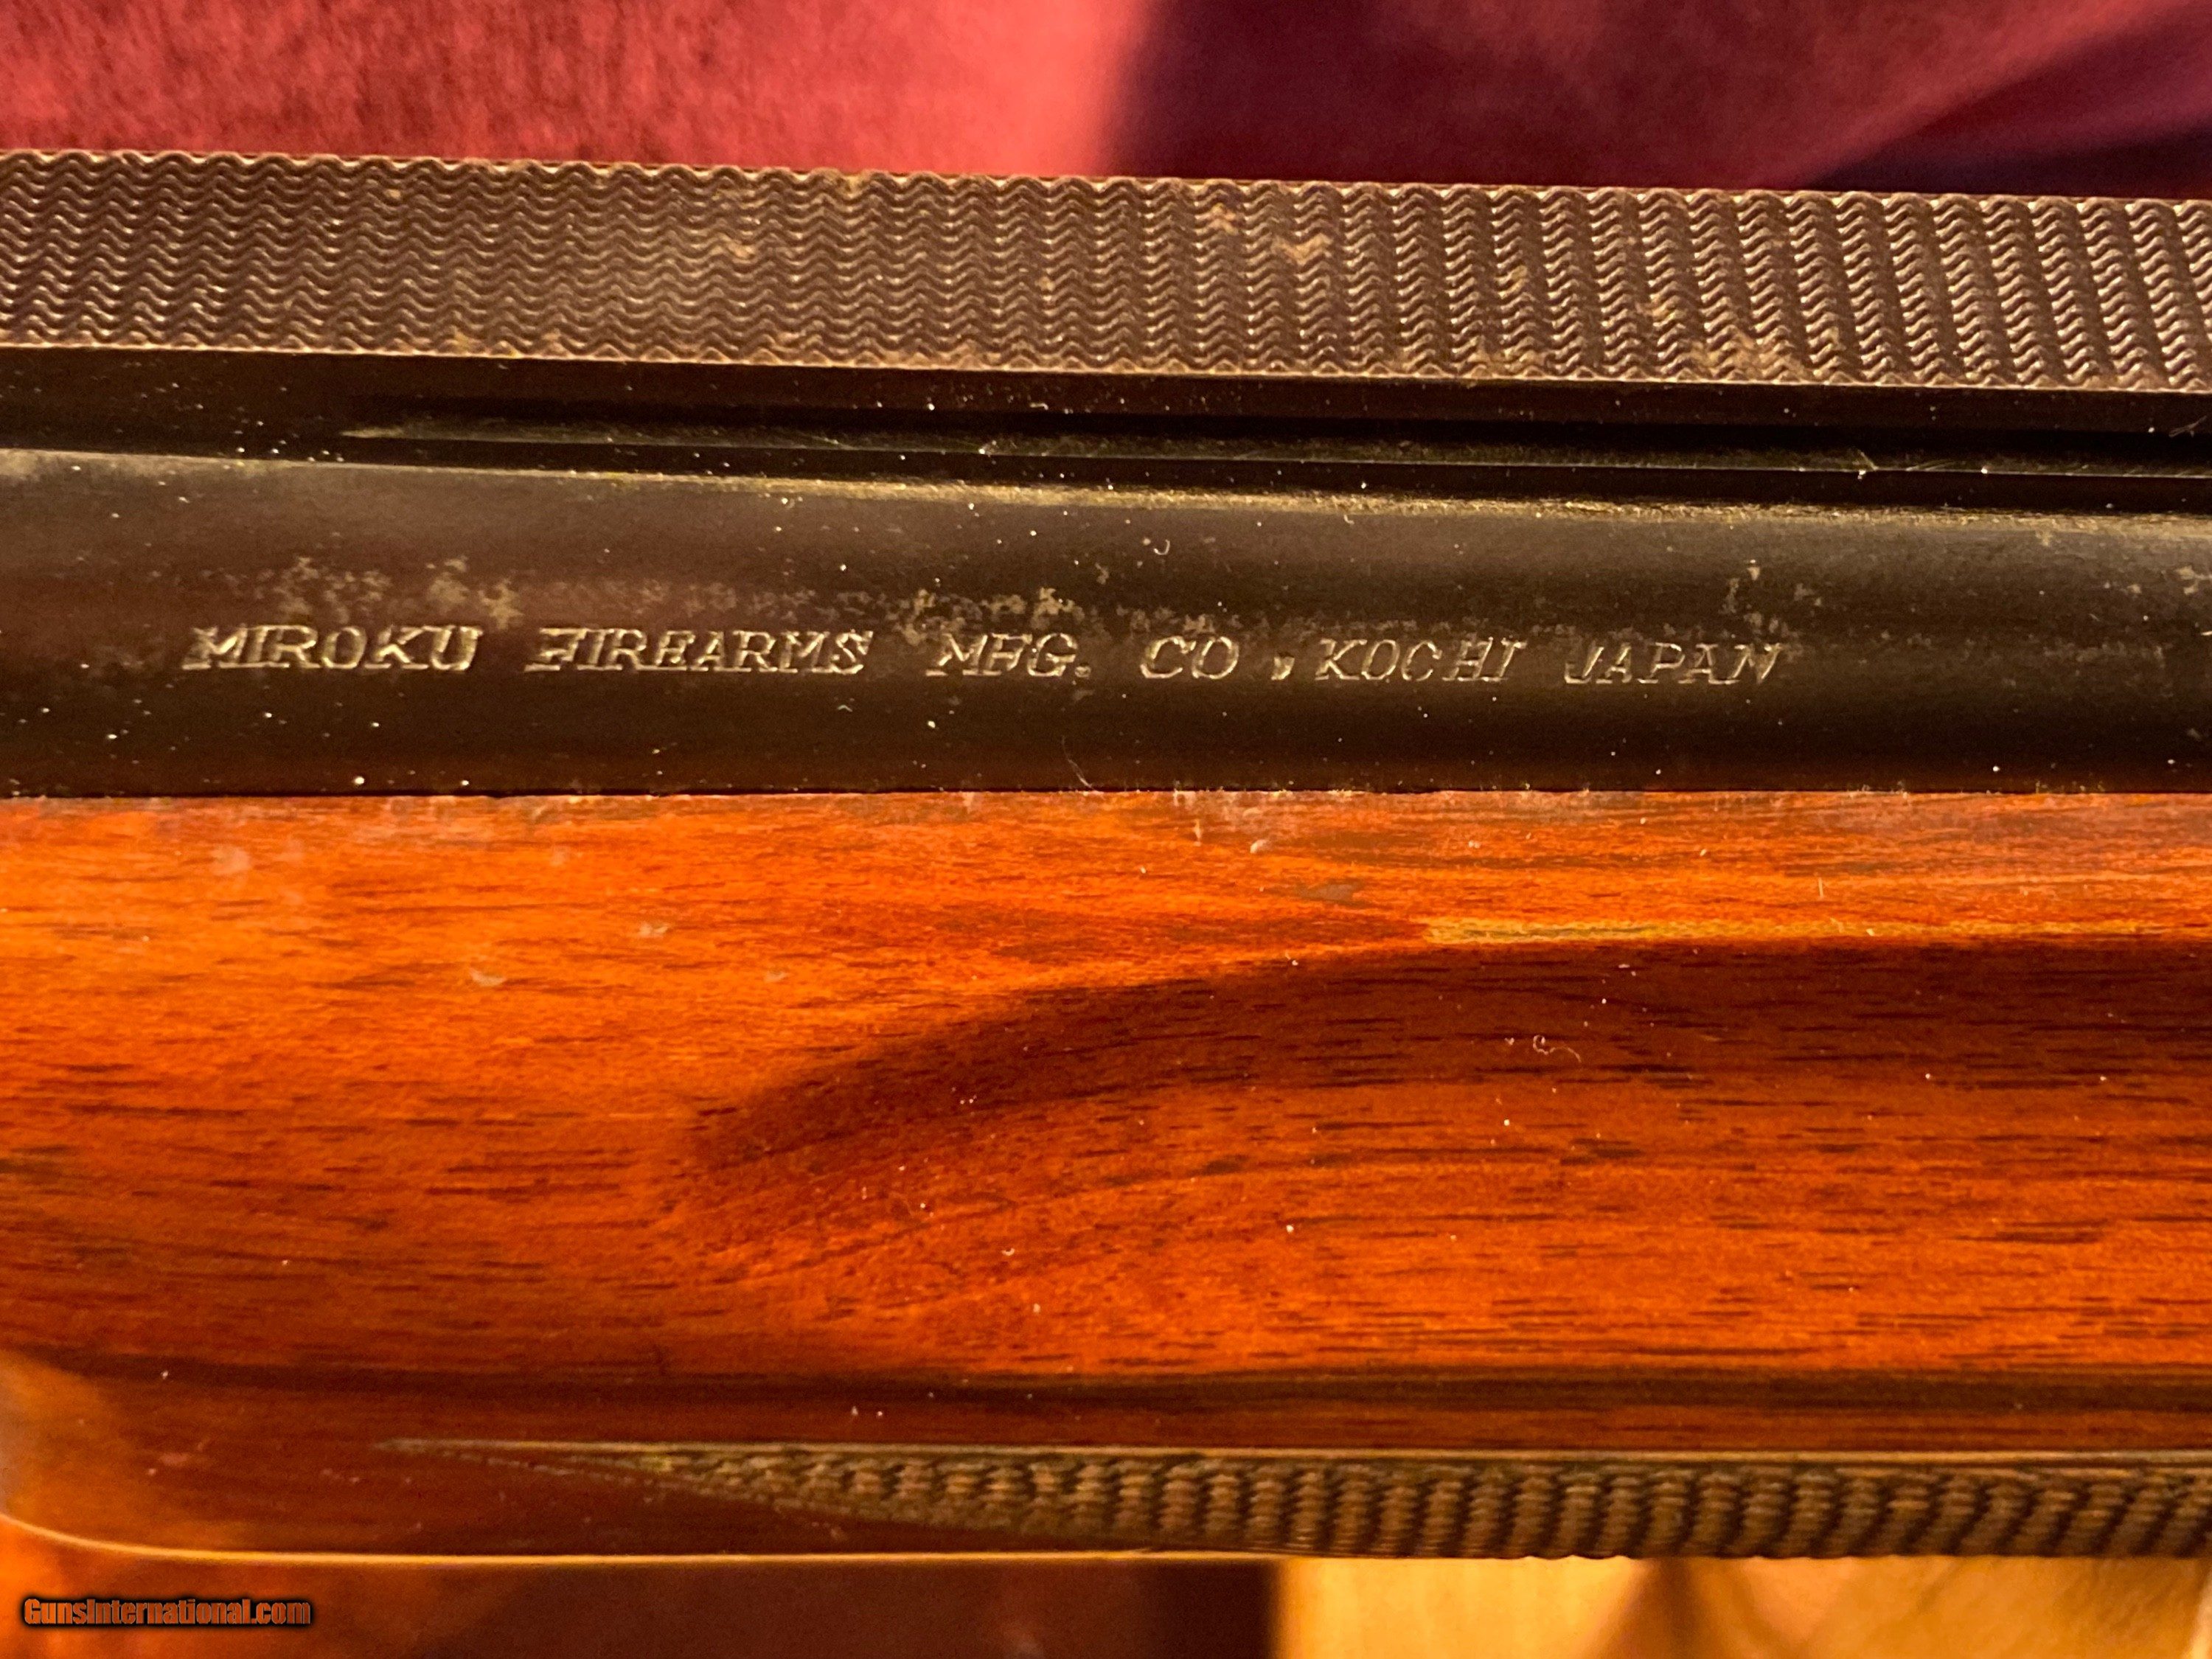 MIROKU FIREARMS MFG. CO, KOCHI JAPAN
GunsInternational.com